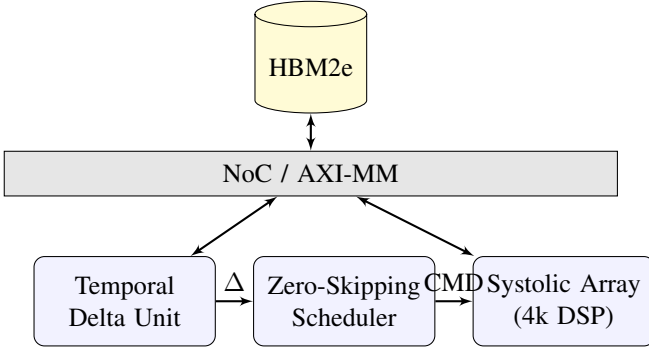 HBM2e
NoC / AXI-MM
Temporal
Delta Unit
Δ
Zero-Skipping
Scheduler
CMD
Systolic Array
(4k DSP)